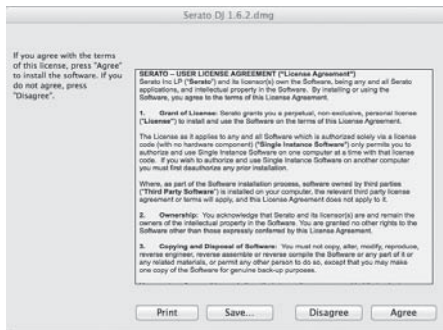 Serato DJ 1.6.2.dmg
If you agree with the terms
of this license, press "Agree"
to install the software. If you
do not agree, press
"Disagree".
SERATO – USER LICENSE AGREEMENT ("License Agreement")
Serato Inc LP ("Serato") and its licensor(s) own the Software, being any and all Serato
applications, and intellectual property in the Software. By installing or using the
Software, you agree to the terms of this License Agreement.
1. Grant of License: Serato grants you a perpetual, non-exclusive, personal license
("License") to install and use the Software on the terms of this License Agreement.
The License as it applies to any and all Software which is authorized solely via a license
code (with no hardware component) ("Single Instance Software") only permits you to
authorize and use Single Instance Software on one computer at a time with that license
code. If you wish to authorize and use Single Instance Software on another computer
you must first deauthorize any prior installation.
Where, as part of the Software installation process, software owned by third parties
("Third Party Software") is installed on your computer, the relevant third party license
agreement or terms will apply, and this License Agreement does not apply to it.
2. Ownership: You acknowledge that Serato and its licensor(s) are and remain the
owners of the intellectual property in the Software. You are granted no other rights to the
Software other than those expressly conferred by this License Agreement.
3. Copying and Disposal of Software: You must not copy, alter, modify, reproduce,
reverse engineer, reverse assemble or reverse compile the Software or any part of it or
any related materials, or permit any other person to do so, except that you may make
one copy of the Software for genuine back-up purposes.
Print Save... Disagree Agree